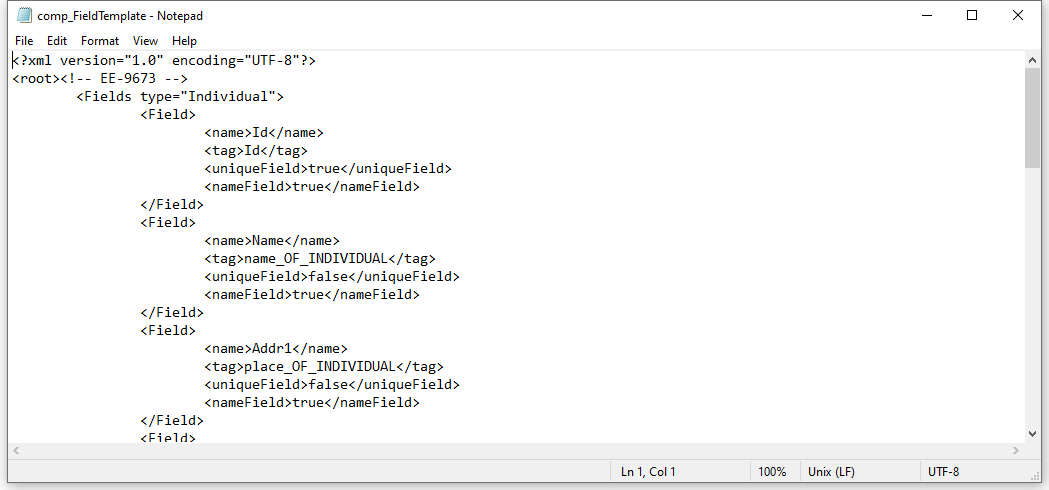 comp_FieldTemplate - Notepad
File Edit Format View Help
<?xml version="1.0" encoding="UTF-8"?>
<root><!-- EE-9673 -->
<Fields type="Individual">
<Field>
<name>Id</name>
<tag>Id</tag>
<uniqueField>true</uniqueField>
<nameField>true</nameField>
</Field>
<Field>
<name>Name</name>
<tag>name_OF_INDIVIDUAL</tag>
<uniqueField>false</uniqueField>
<nameField>true</nameField>
</Field>
<Field>
<name>Addr1</name>
<tag>place_OF_INDIVIDUAL</tag>
<uniqueField>false</uniqueField>
<nameField>true</nameField>
</Field>
<Field>
Ln 1, Col 1 100% Unix (LF) UTF-8